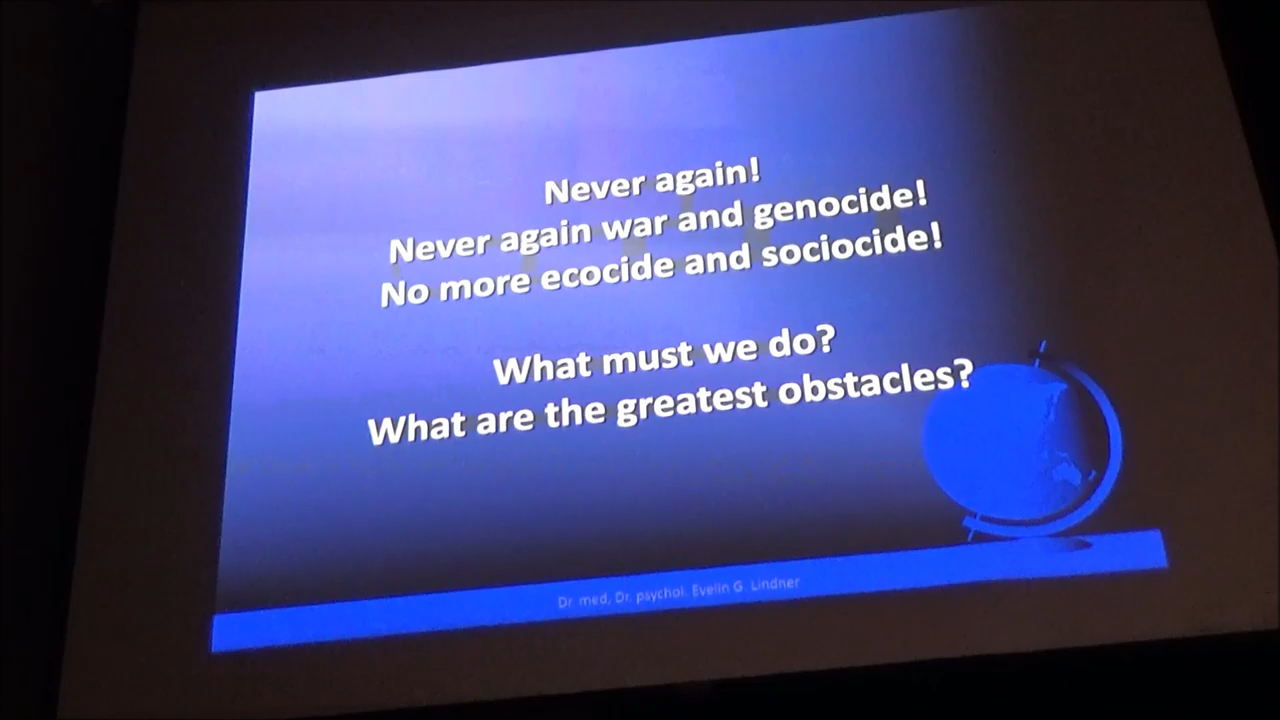 Never again!
Never again war and genocide!
No more ecocide and sociocide!
What must we do?
What are the greatest obstacles?
Dr med, Dr. psychol. Evelin G. Lindner